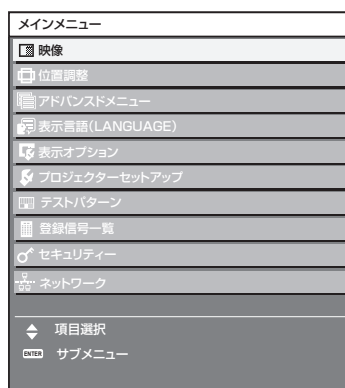 メインメニュー
映像
位置調整
アドバンスドメニュー
表示言語(LANGUAGE)
表示オプション
プロジェクターセットアップ
テストパターン
登録信号一覧
セキュリティー
ネットワーク
項目選択
ENTER サブメニュー